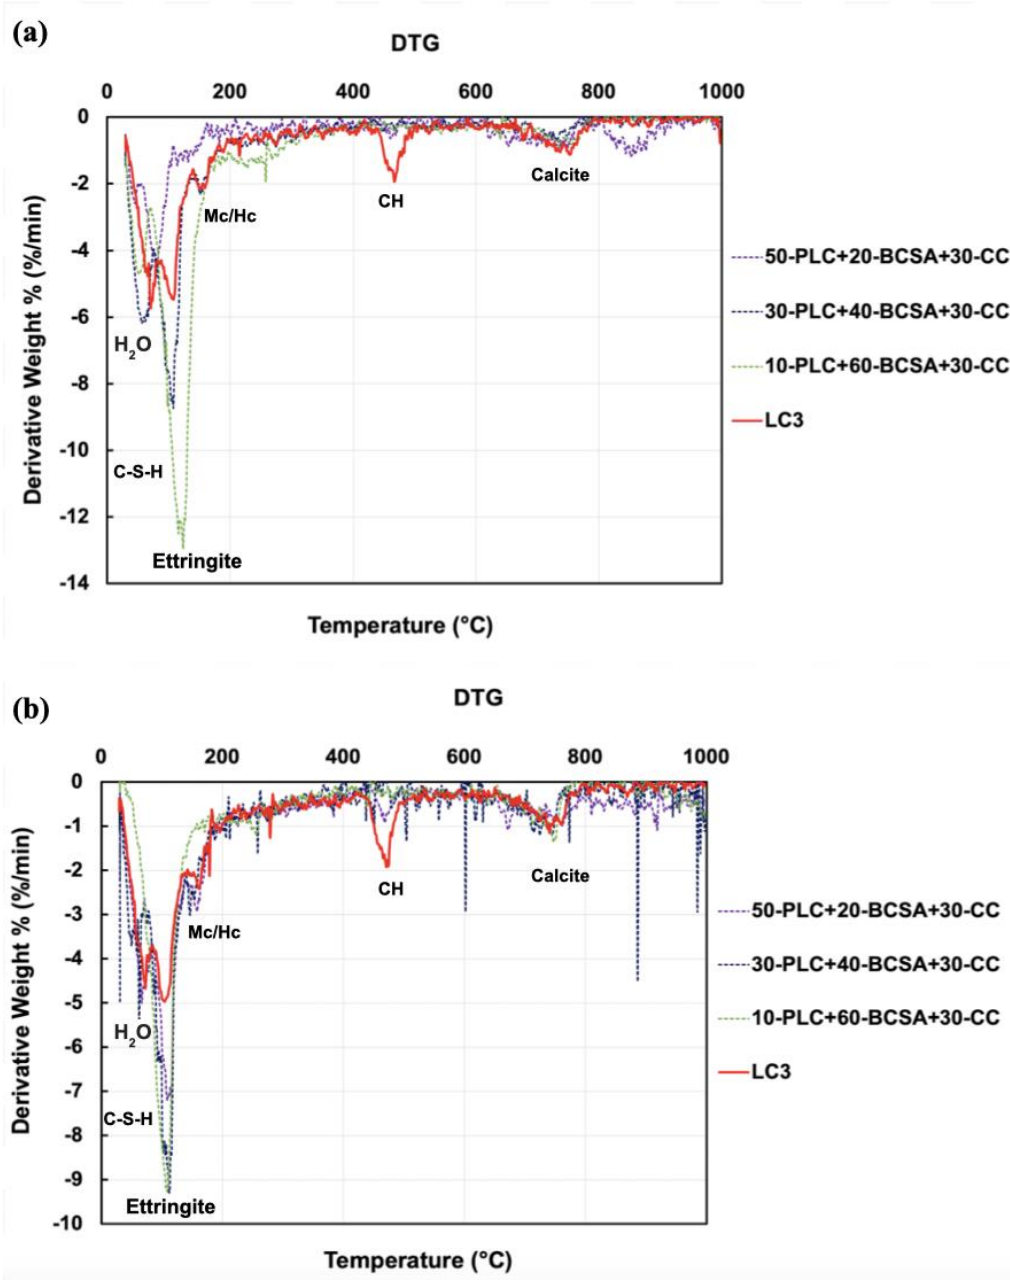 (a)
DTG
0 200 400 600 800 1000
0
-2
-4
-6
-8
-10
-12
-14
Derivative Weight % (%/min)
H2O
C-S-H
Ettringite
Mc/Hc
CH
Calcite
50-PLC+20-BCSA+30-CC
30-PLC+40-BCSA+30-CC
10-PLC+60-BCSA+30-CC
LC3
Temperature (°C)
(b)
DTG
0 200 400 600 800 1000
0
-1
-2
-3
-4
-5
-6
-7
-8
-9
-10
Derivative Weight % (%/min)
H2O
C-S-H
Ettringite
Mc/Hc
CH
Calcite
50-PLC+20-BCSA+30-CC
30-PLC+40-BCSA+30-CC
10-PLC+60-BCSA+30-CC
LC3
Temperature (°C)